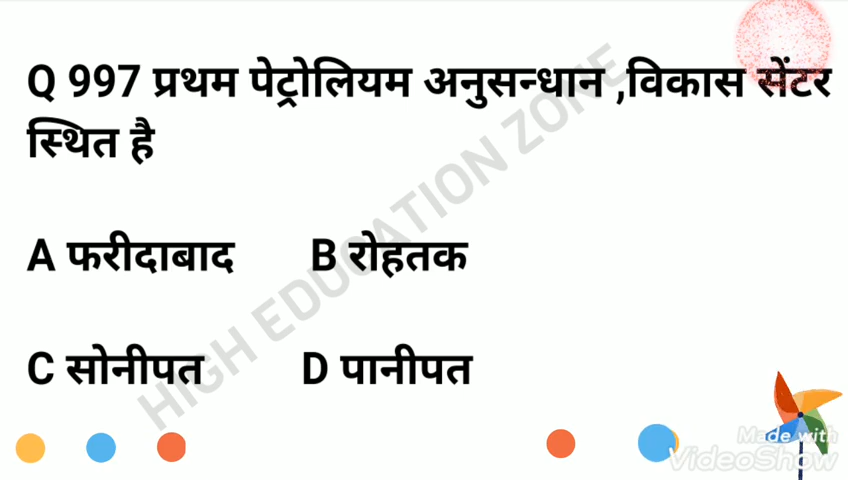 Q 997 प्रथम पेट्रोलियम अनुसन्धान ,विकास सेंटर
स्थित है
A फरीदाबाद B रोहतक
C सोनीपत D पानीपत
HIGH EDUCATION ZONE
Made with
VideoShow